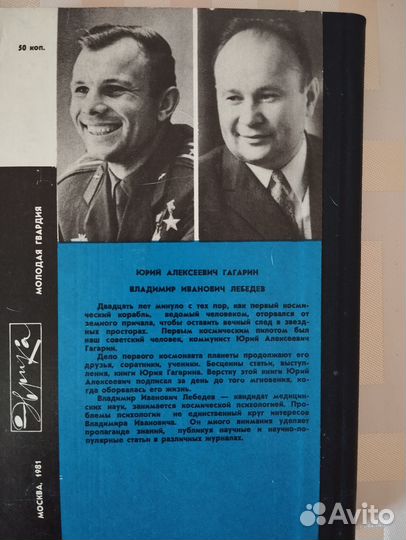 50 коп.
МОЛОДАЯ ГВАРДИЯ
Эврика
МОСКВА, 1981
ЮРИЙ АЛЕКСЕЕВИЧ ГАГАРИН
ВЛАДИМИР ИВАНОВИЧ ЛЕБЕДЕВ
Двадцать лет минуло с тех пор, как первый косми-
ческий корабль, ведомый человеком, оторвался от
земного причала, чтобы оставить вечный след в звезд-
ных просторах. Первым космическим пилотом был
наш советский человек, коммунист Юрий Алексеевич
Гагарин.
Дело первого космонавта планеты продолжают его
друзья, соратники, ученики. Бесценны статьи, выступ-
ления, книги Юрия Гагарина. Верстку этой книги Юрий
Алексеевич подписал за день до того мгновения, ко-
гда оборвалась его жизнь.
Владимир Иванович Лебедев — кандидат медицин-
ских наук, занимается космической психологией. Про-
блемы психологии не единственный круг интересов
Владимира Ивановича. Он много внимания уделяет
пропаганде знаний, публикуя научные и научно-по-
пулярные статьи в различных журналах.
Avito